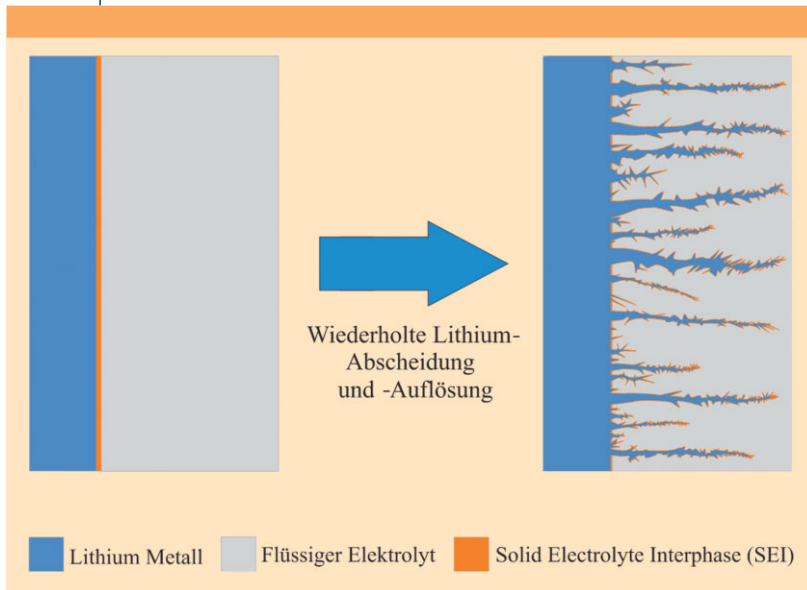 Wiederholte Lithium-
Abscheidung
und -Auflösung
Lithium Metall
Flüssiger Elektrolyt
Solid Electrolyte Interphase (SEI)